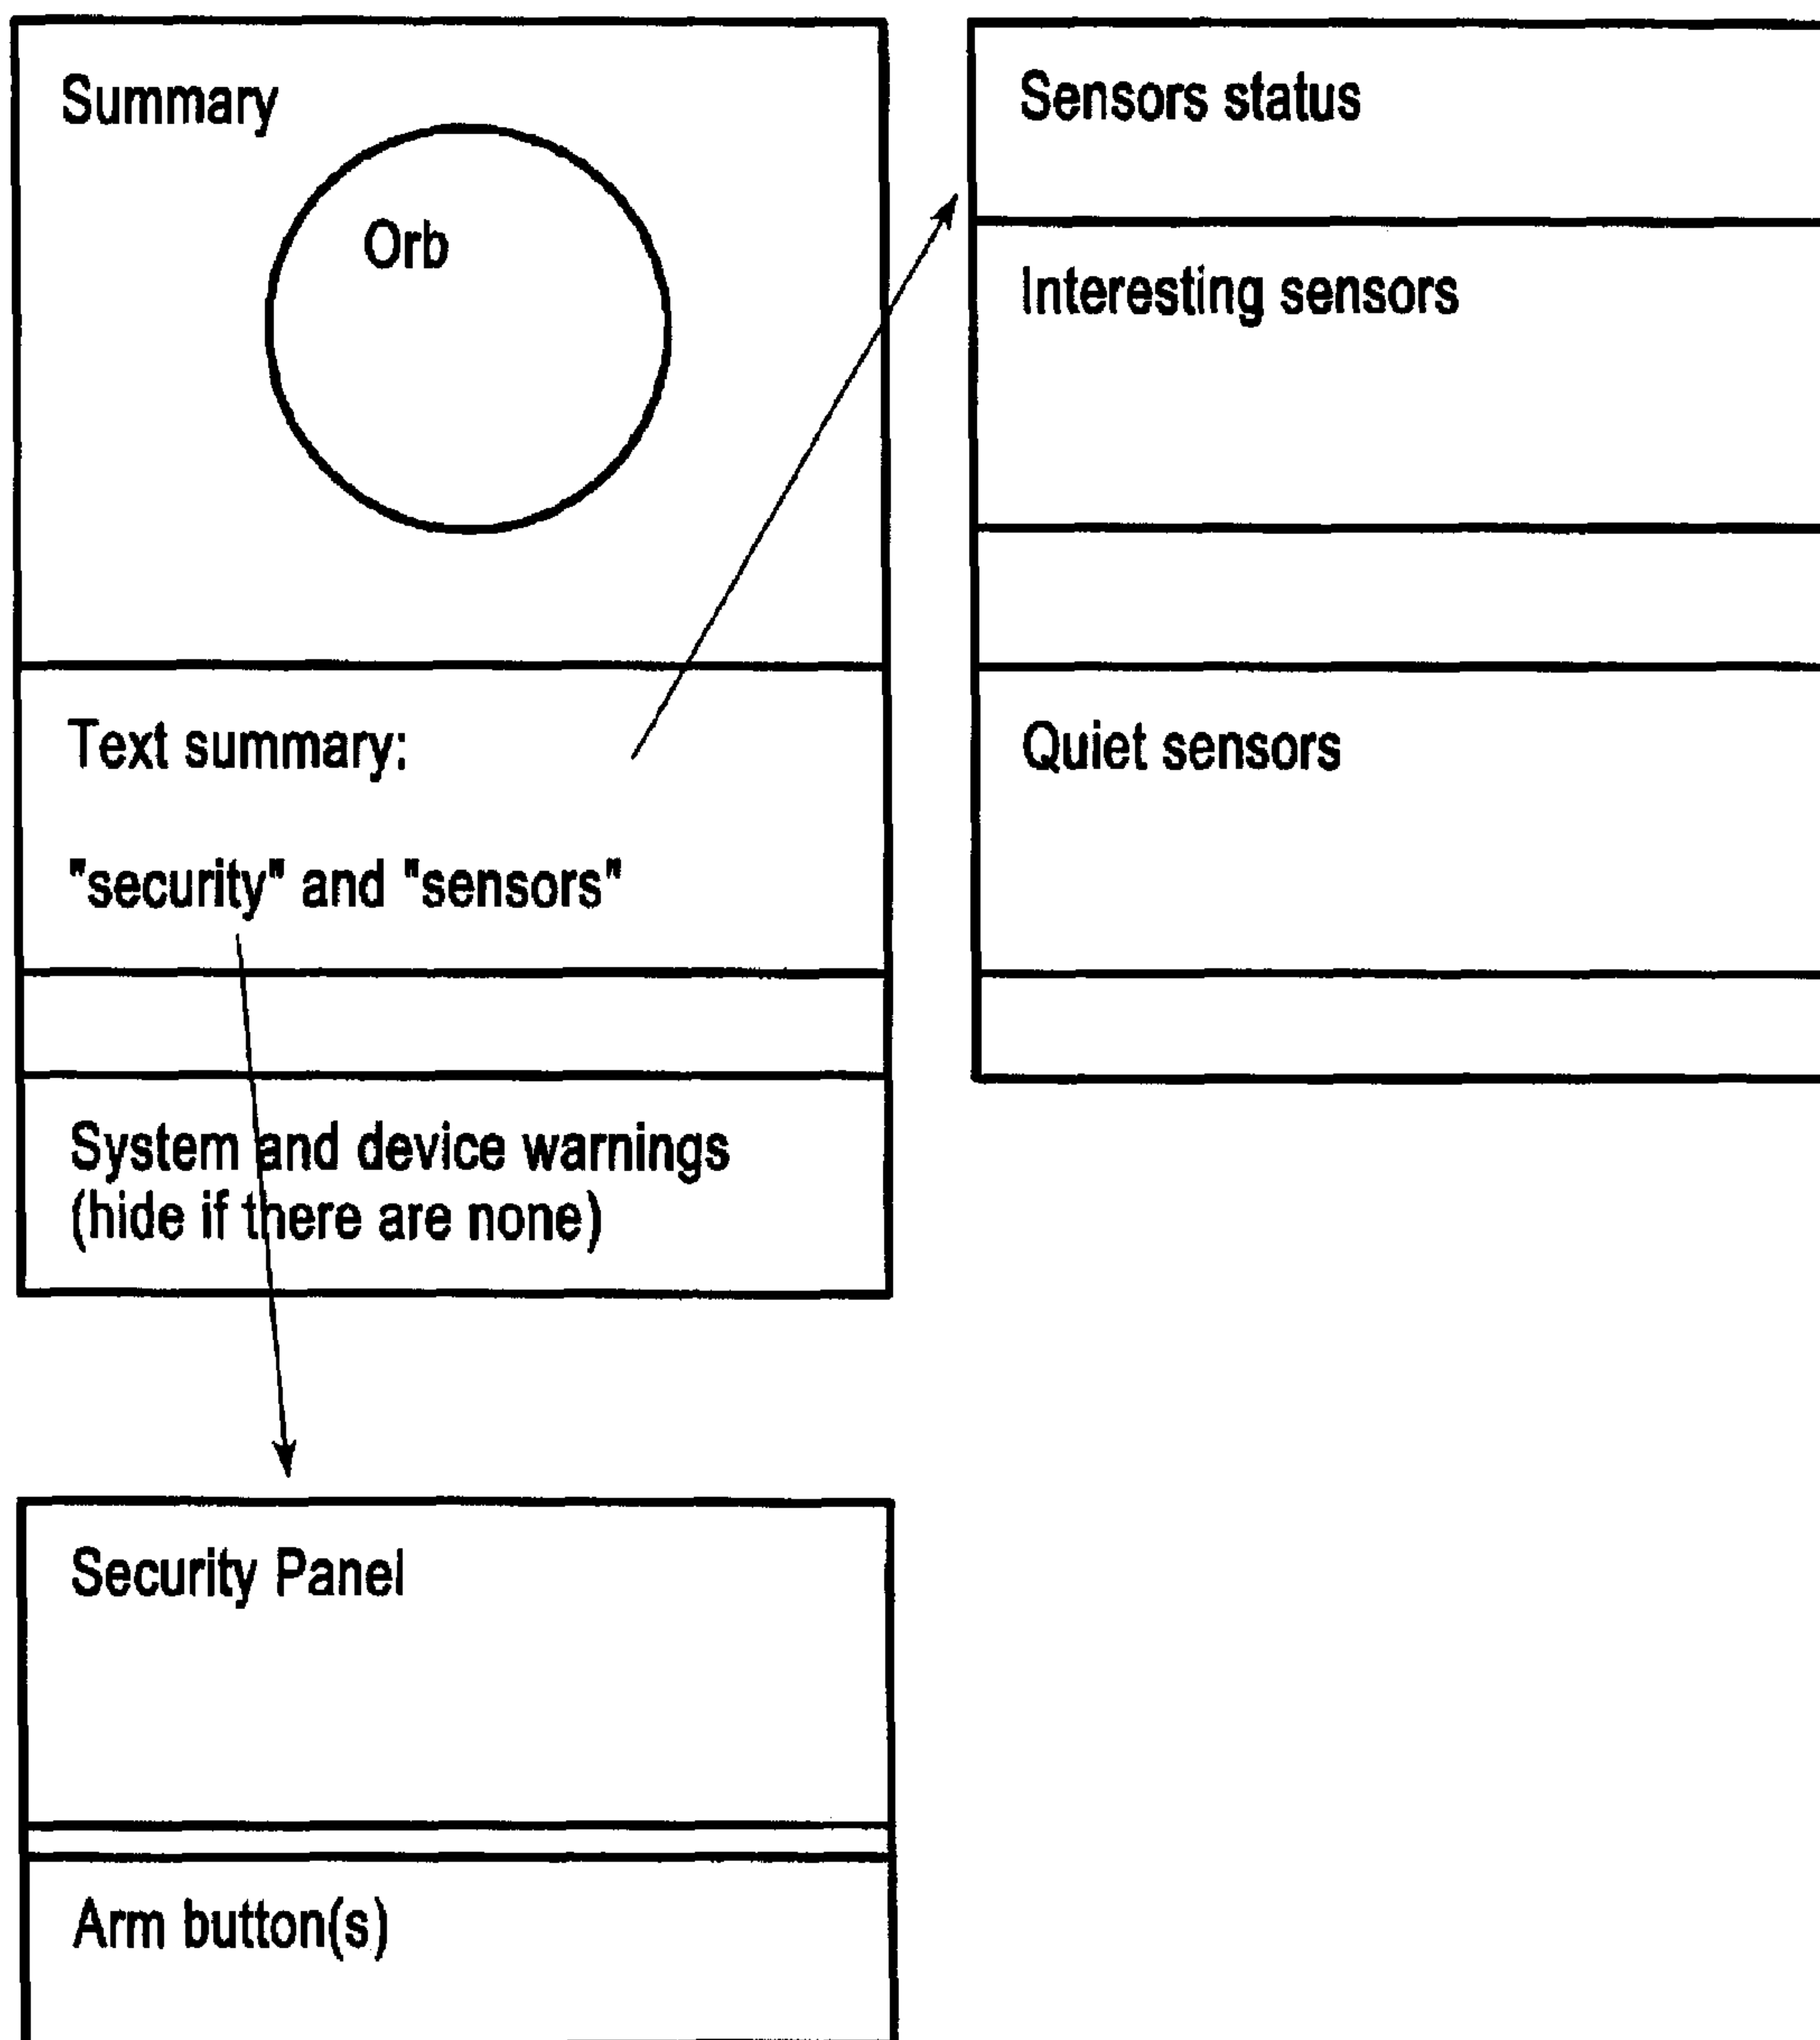 Summary
Orb
Text summary:
"security" and "sensors"
System and device warnings
(hide if there are none)
Sensors status
Interesting sensors
Quiet sensors
Security Panel
Arm button(s)